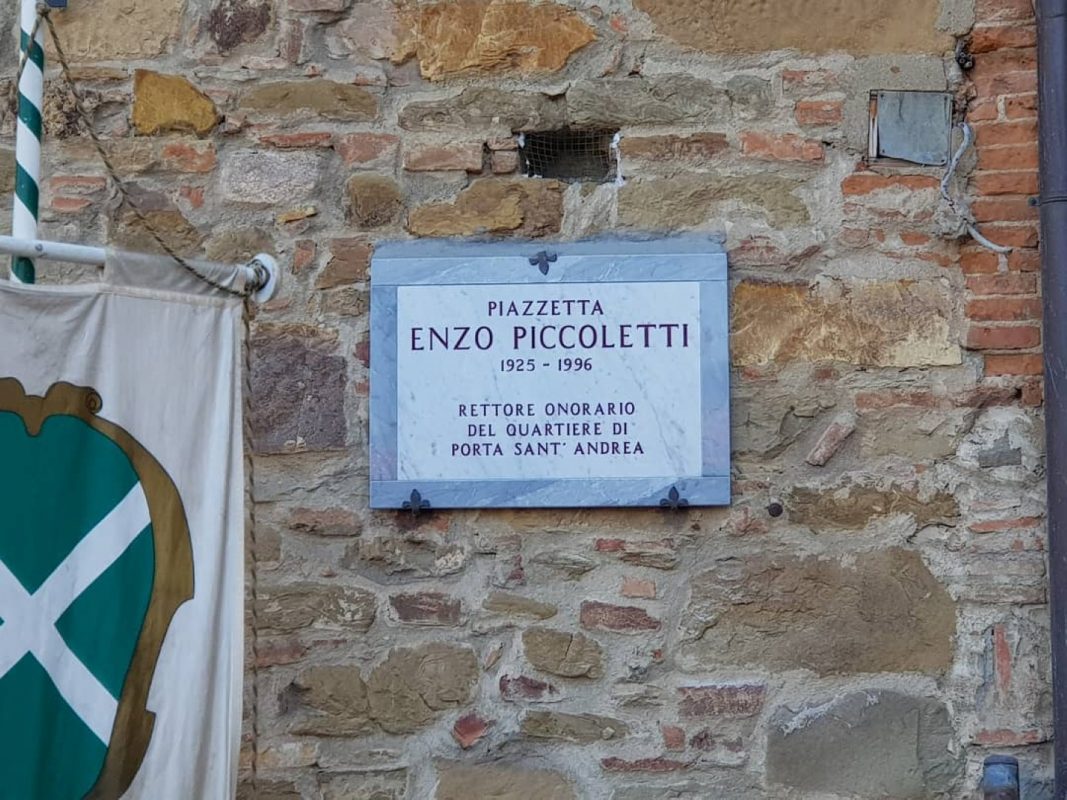 PIAZZETTA
ENZO PICCOLETTI
1925 - 1996
RETTORE ONORARIO
DEL QUARTIERE DI
PORTA SANT' ANDREA